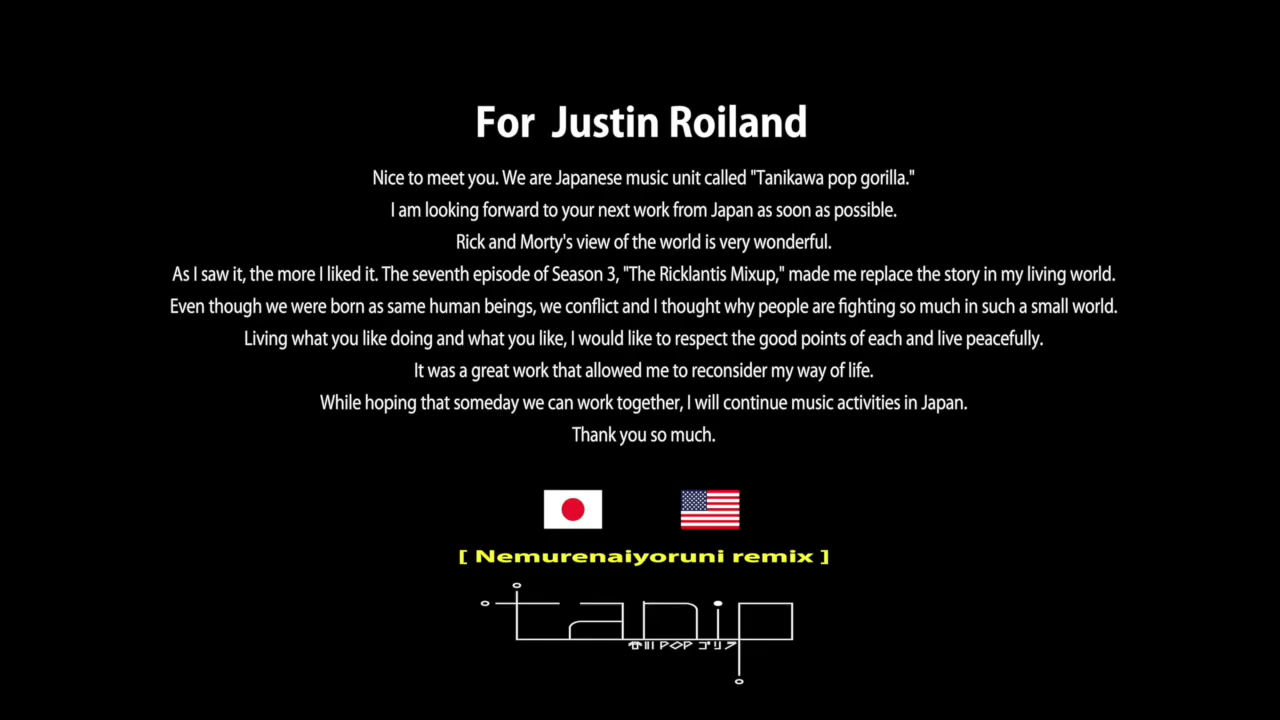 For Justin Roiland
Nice to meet you. We are Japanese music unit called "Tanikawa pop gorilla."
I am looking forward to your next work from Japan as soon as possible.
Rick and Morty's view of the world is very wonderful.
As I saw it, the more I liked it. The seventh episode of Season 3, "The Ricklantis Mixup," made me replace the story in my living world.
Even though we were born as same human beings, we conflict and I thought why people are fighting so much in such a small world.
Living what you like doing and what you like, I would like to respect the good points of each and live peacefully.
It was a great work that allowed me to reconsider my way of life.
While hoping that someday we can work together, I will continue music activities in Japan.
Thank you so much.
[ Nemurenaiyoruni remix ]
tanip
谷川 POP ゴリラ